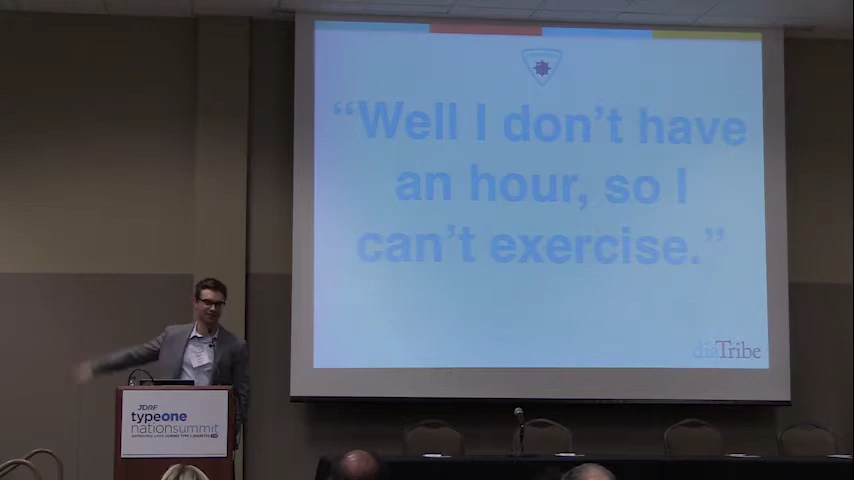 “Well I don’t have
an hour, so I
can’t exercise.”
diaTribe
JDRF
typeone
nationsummit